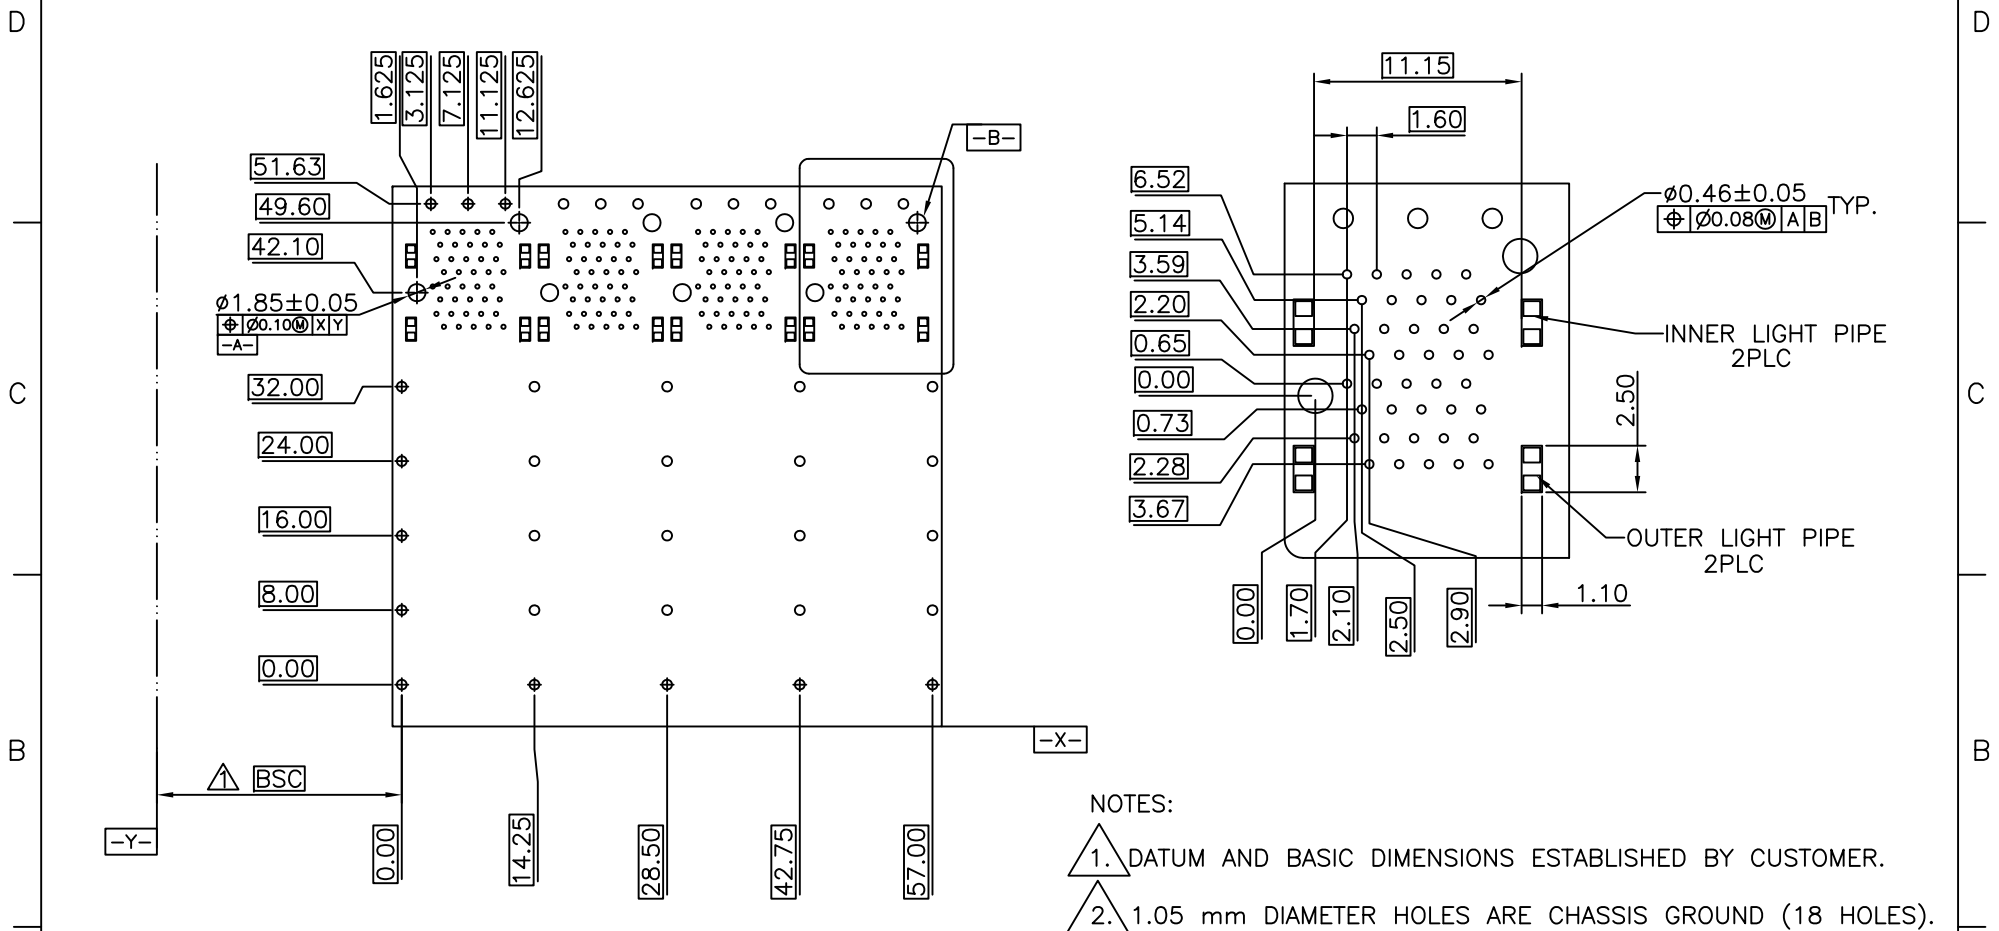 D
D
1.625
3.125
7.125
11.125
12.625
51.63
49.60
42.10
ø1.85±0.05
⌖ Ø0.10Ⓜ X Y
-A-
32.00
24.00
16.00
8.00
0.00
-B-
-X-
1 BSC
-Y-
0.00
14.25
28.50
42.75
57.00
11.15
1.60
6.52
5.14
3.59
2.20
0.65
0.00
0.73
2.28
3.67
ø0.46±0.05 TYP.
⌖ Ø0.08Ⓜ A B
INNER LIGHT PIPE
2PLC
2.50
OUTER LIGHT PIPE
2PLC
1.10
0.00
1.70
2.10
2.50
2.90
C
C
B
B
NOTES:
1. DATUM AND BASIC DIMENSIONS ESTABLISHED BY CUSTOMER.
2. 1.05 mm DIAMETER HOLES ARE CHASSIS GROUND (18 HOLES).